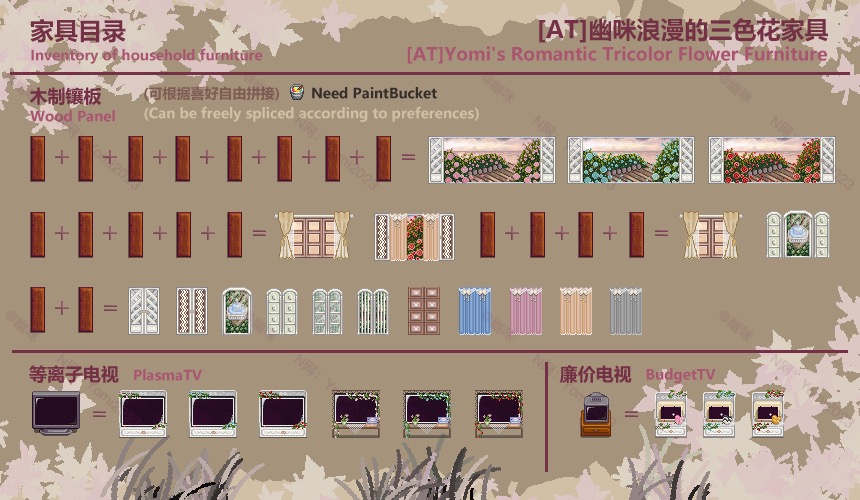 家具目录
[AT]幽咪浪漫的三色花家具
Inventory of household furniture
[AT]Yomi's Romantic Tricolor Flower Furniture
木制镶板
(可根据喜好自由拼接)
Need PaintBucket
Wood Panel
(Can be freely spliced according to preferences)
+ + + + + + + =
+ + + + =
+ + + =
+ =
等离子电视 PlasmaTV
廉价电视 BudgetTV
=
=